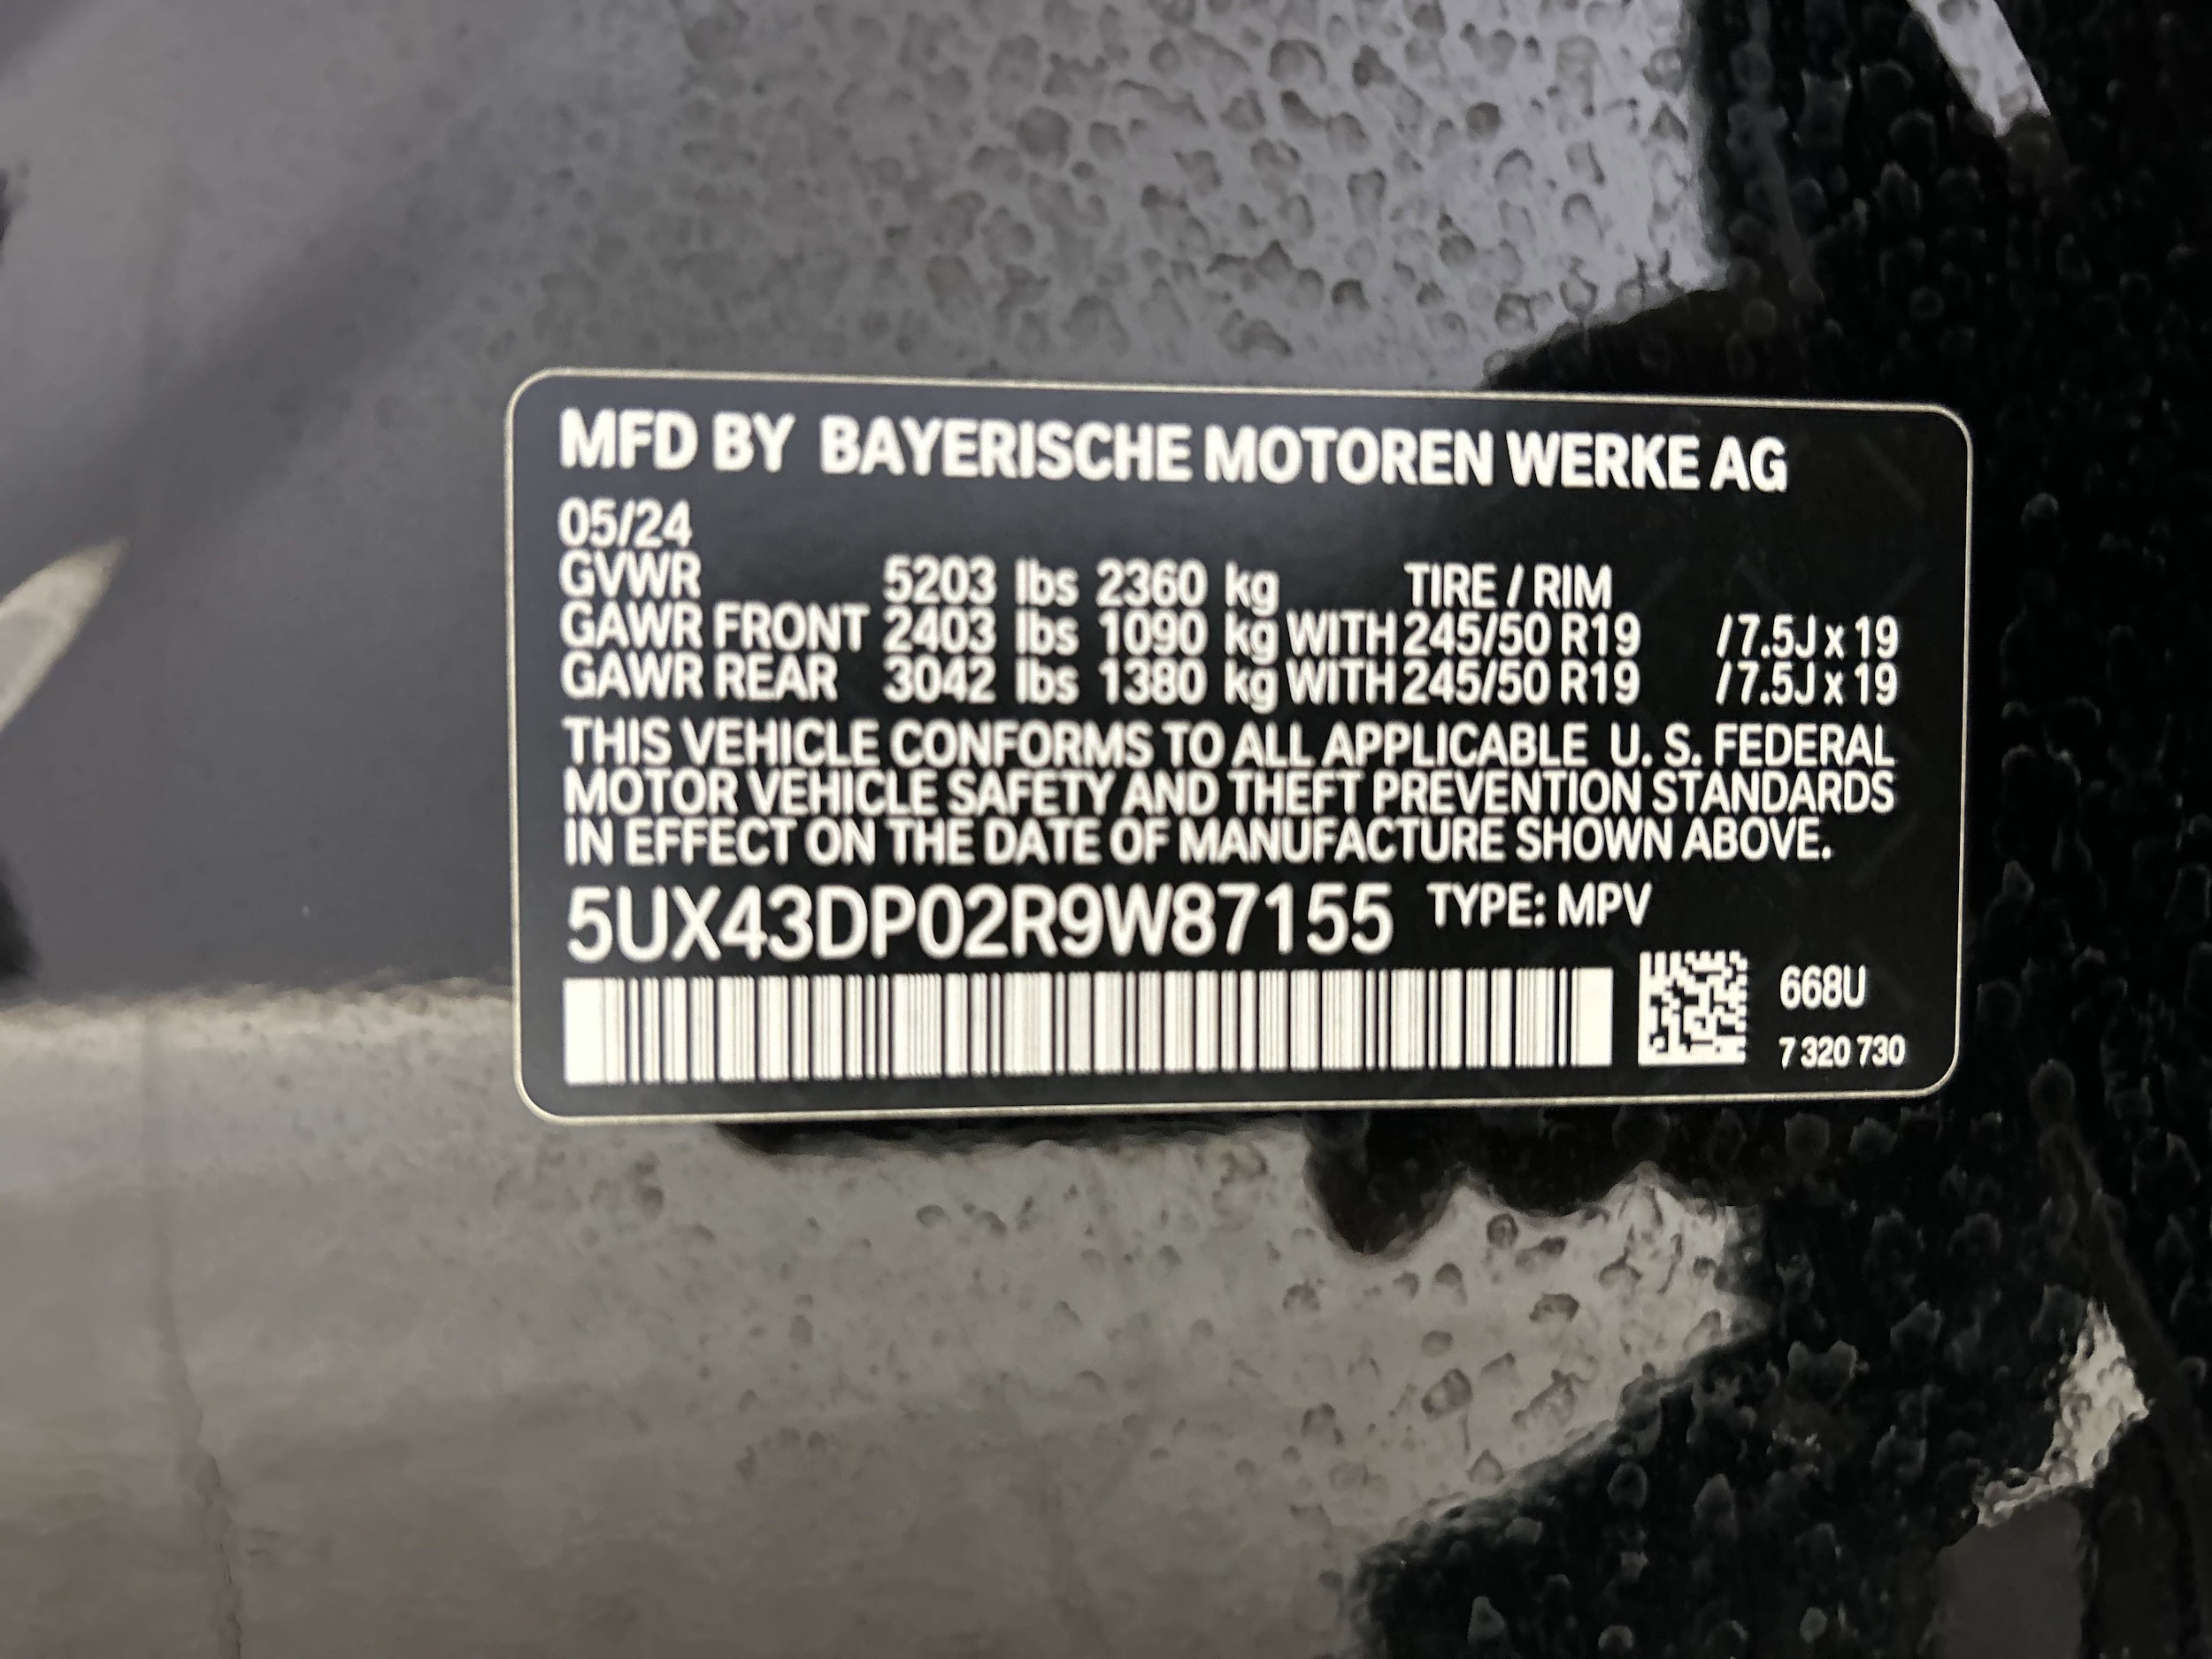 MFD BY BAYERISCHE MOTOREN WERKE AG
05/24
GVWR 5203 lbs 2360 kg TIRE / RIM
GAWR FRONT 2403 lbs 1090 kg WITH 245/50 R19 / 7.5J x 19
GAWR REAR 3042 lbs 1380 kg WITH 245/50 R19 / 7.5J x 19
THIS VEHICLE CONFORMS TO ALL APPLICABLE U. S. FEDERAL
MOTOR VEHICLE SAFETY AND THEFT PREVENTION STANDARDS
IN EFFECT ON THE DATE OF MANUFACTURE SHOWN ABOVE.
5UX43DP02R9W87155 TYPE: MPV
668U
7 320 730